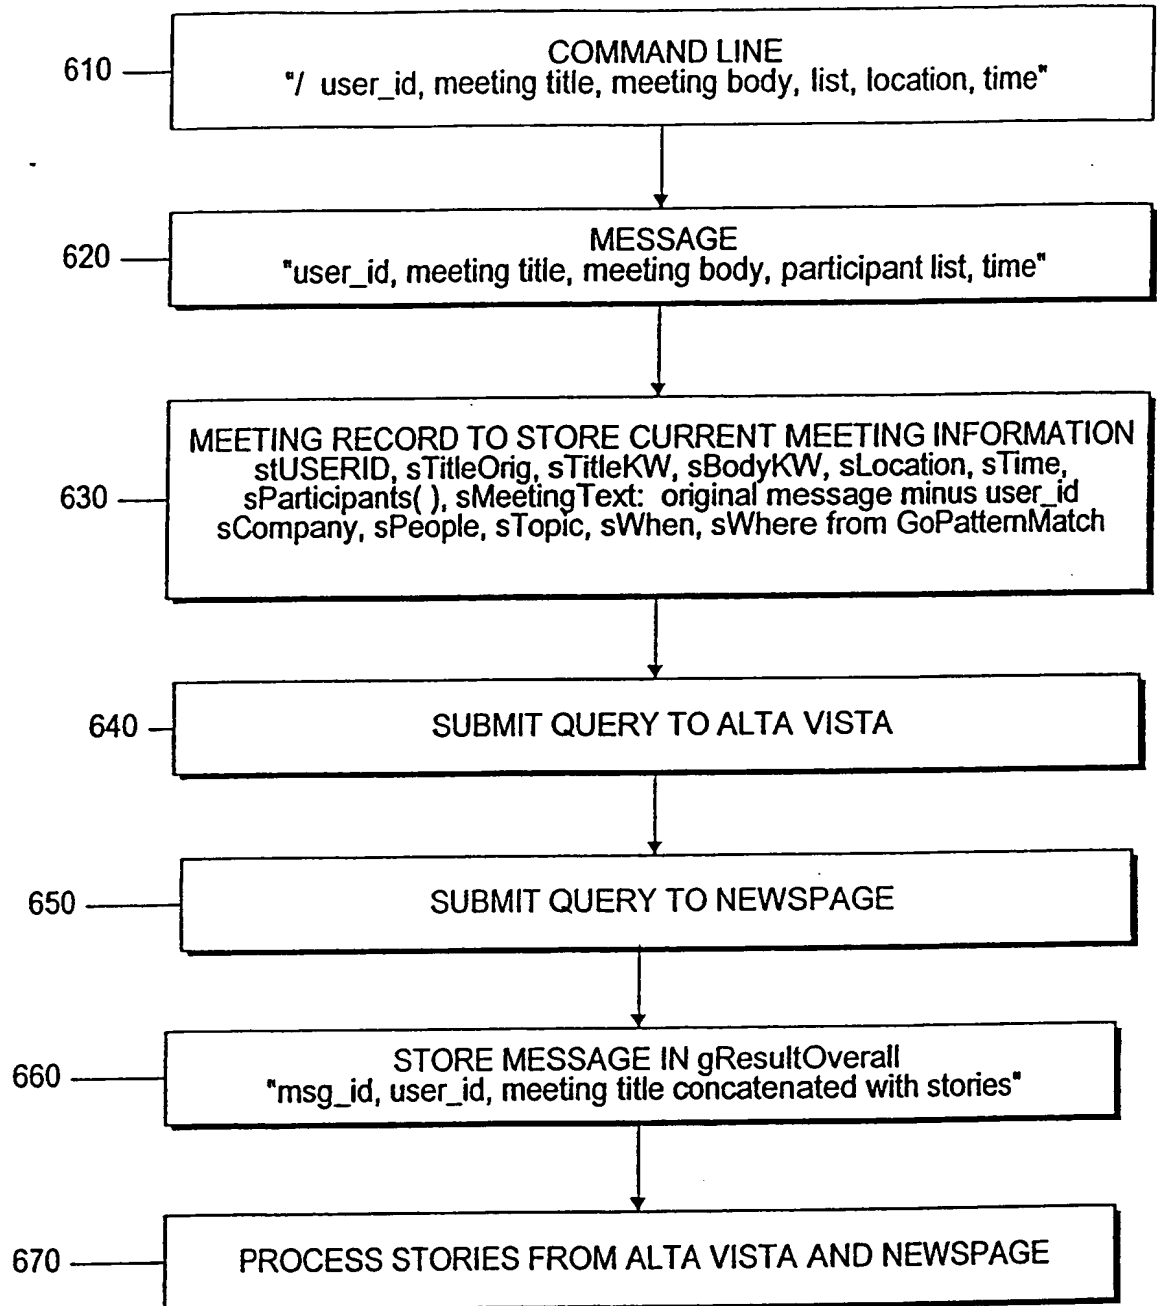 610
COMMAND LINE
"/ user_id, meeting title, meeting body, list, location, time"
620
MESSAGE
"user_id, meeting title, meeting body, participant list, time"
630
MEETING RECORD TO STORE CURRENT MEETING INFORMATION
stUSERID, sTitleOrig, sTitleKW, sBodyKW, sLocation, sTime,
sParticipants( ), sMeetingText: original message minus user_id
sCompany, sPeople, sTopic, sWhen, sWhere from GoPatternMatch
640
SUBMIT QUERY TO ALTA VISTA
650
SUBMIT QUERY TO NEWSPAGE
660
STORE MESSAGE IN gResultOverall
"msg_id, user_id, meeting title concatenated with stories"
670
PROCESS STORIES FROM ALTA VISTA AND NEWSPAGE